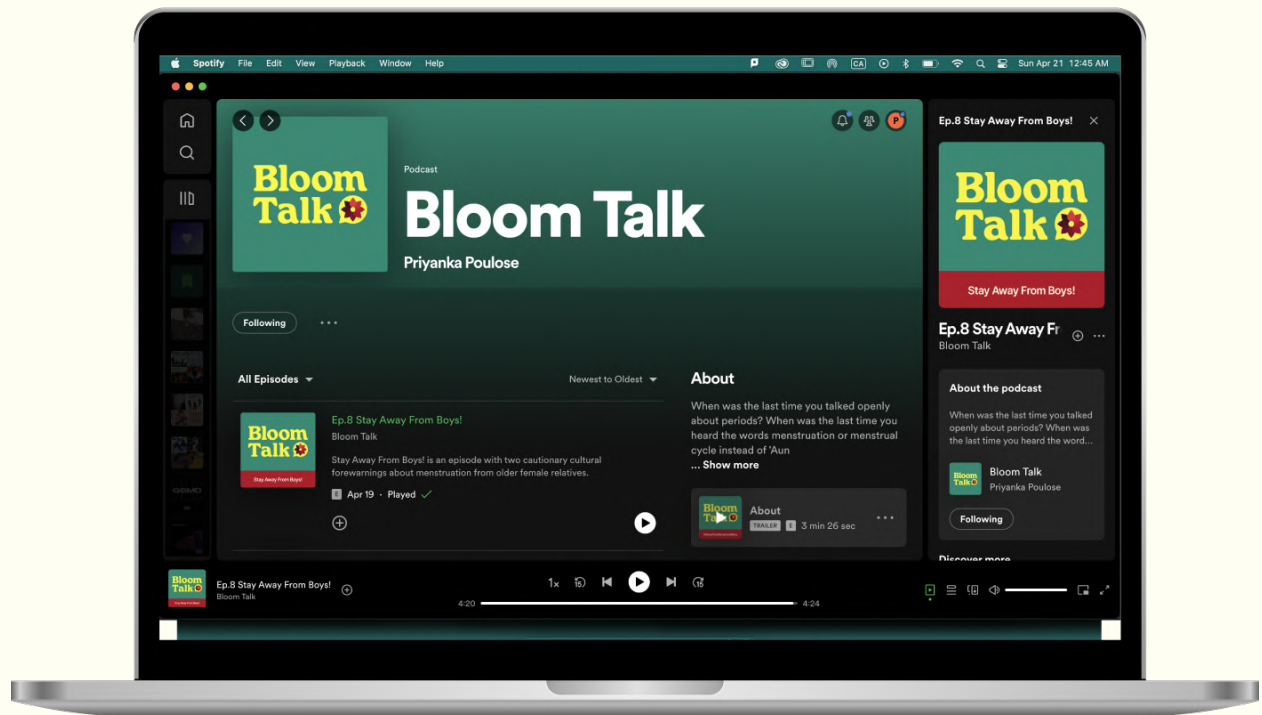 Spotify File Edit View Playback Window Help
CA
Sun Apr 21 12:45 AM
Bloom
Talk
Podcast
Bloom Talk
Priyanka Poulose
P
Following
All Episodes
Newest to Oldest
Bloom
Talk
Stay Away From Boys!
Ep.8 Stay Away From Boys!
Bloom Talk
Stay Away From Boys! is an episode with two cautionary cultural
forewarnings about menstruation from older female relatives.
E Apr 19 · Played
About
When was the last time you talked openly
about periods? When was the last time you
heard the words menstruation or menstrual
cycle instead of 'Aun
... Show more
Bloom
Talk
About
TRAILER E 3 min 26 sec
Ep.8 Stay Away From Boys!
Bloom
Talk
Stay Away From Boys!
Ep.8 Stay Away Fr
Bloom Talk
About the podcast
When was the last time you talked
openly about periods? When was
the last time you heard the word...
Bloom
Talk
Bloom Talk
Priyanka Poulose
Following
Discover more
Bloom
Talk
Ep.8 Stay Away From Boys!
Bloom Talk
1x
15
15
4:20
4:24